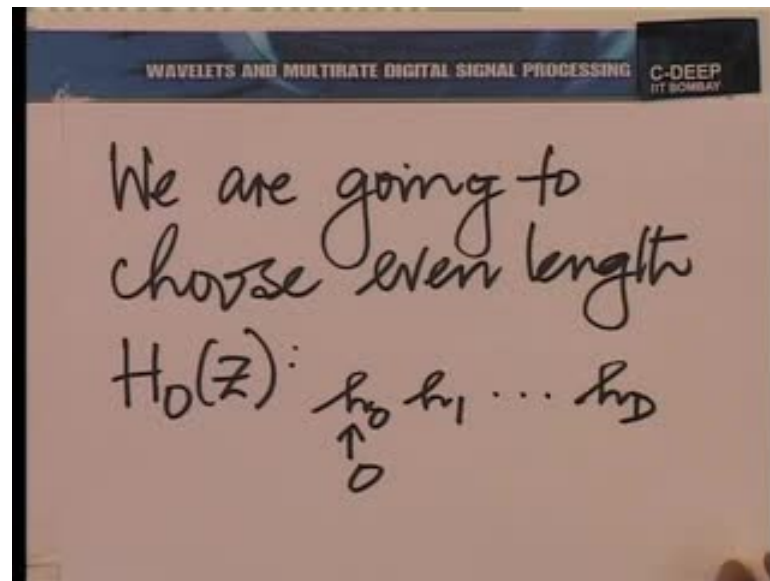 WAVELETS AND MULTIRATE DIGITAL SIGNAL PROCESSING
C-DEEP
IIT BOMBAY
We are going to
choose even length
H₀(Z): h₀ h₁ ... h_D
↑
0